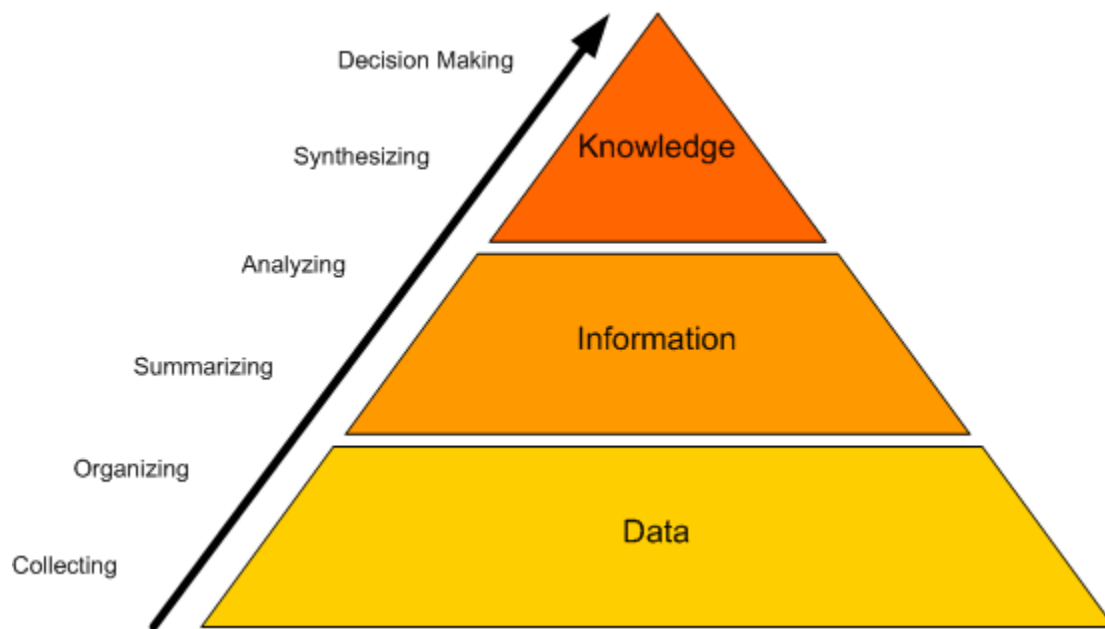 Decision Making
Knowledge
Synthesizing
Analyzing
Information
Summarizing
Organizing
Data
Collecting